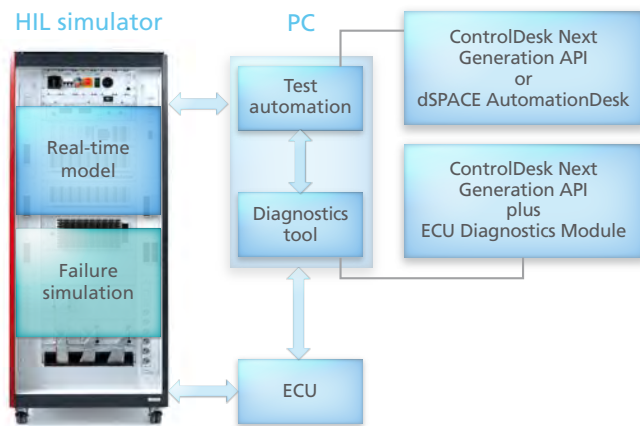 HIL simulator
PC
Real-time
model
Failure
simulation
Test
automation
Diagnostics
tool
ECU
ControlDesk Next
Generation API
or
dSPACE AutomationDesk
ControlDesk Next
Generation API
plus
ECU Diagnostics Module